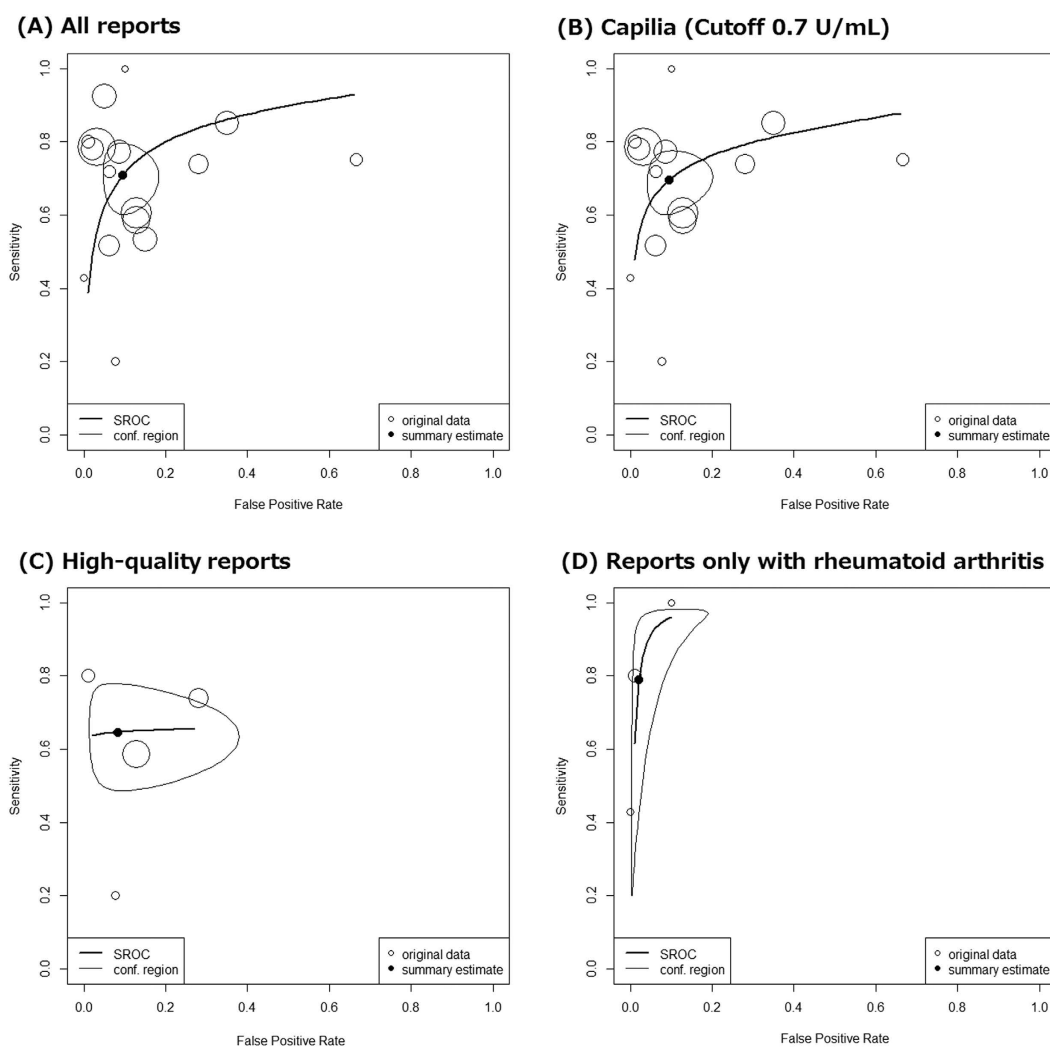 (A) All reports
1.0
0.8
0.6
0.4
0.2
0.0
Sensitivity
SROC
conf. region
original data
summary estimate
0.0 0.2 0.4 0.6 0.8 1.0
False Positive Rate
(B) Capilia (Cutoff 0.7 U/mL)
1.0
0.8
0.6
0.4
0.2
0.0
Sensitivity
SROC
conf. region
original data
summary estimate
0.0 0.2 0.4 0.6 0.8 1.0
False Positive Rate
(C) High-quality reports
1.0
0.8
0.6
0.4
0.2
0.0
Sensitivity
SROC
conf. region
original data
summary estimate
0.0 0.2 0.4 0.6 0.8 1.0
False Positive Rate
(D) Reports only with rheumatoid arthritis
1.0
0.8
0.6
0.4
0.2
0.0
Sensitivity
SROC
conf. region
original data
summary estimate
0.0 0.2 0.4 0.6 0.8 1.0
False Positive Rate